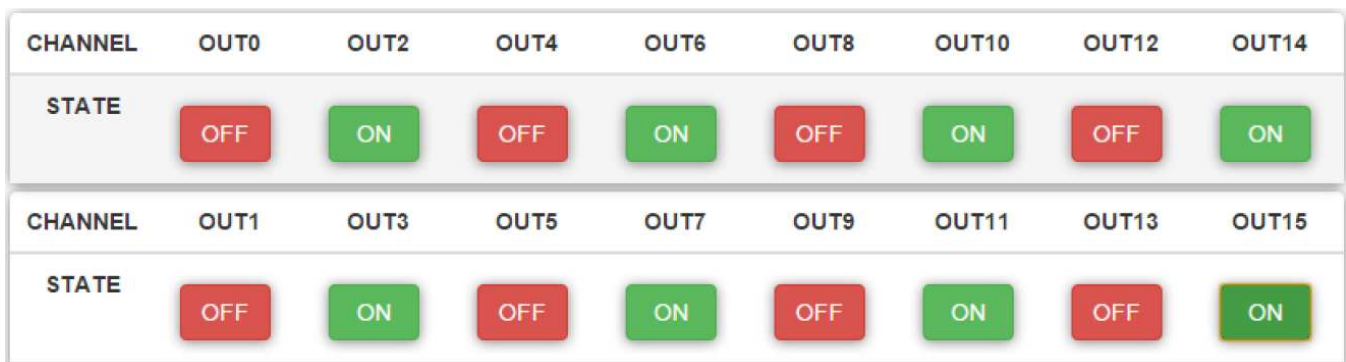 CHANNEL OUT0 OUT2 OUT4 OUT6 OUT8 OUT10 OUT12 OUT14
STATE OFF ON OFF ON OFF ON OFF ON
CHANNEL OUT1 OUT3 OUT5 OUT7 OUT9 OUT11 OUT13 OUT15
STATE OFF ON OFF ON OFF ON OFF ON